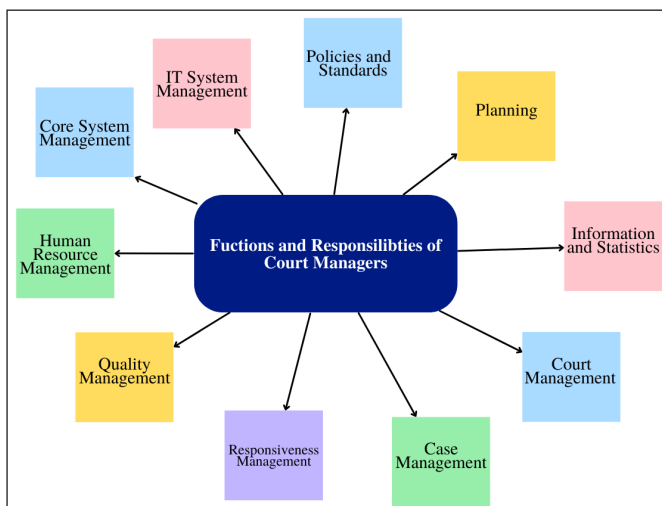 Policies and
Standards
IT System
Management
Planning
Core System
Management
Information
and Statistics
Human
Resource
Management
Fuctions and Responsilibties of
Court Managers
Quality
Management
Court
Management
Responsiveness
Management
Case
Management